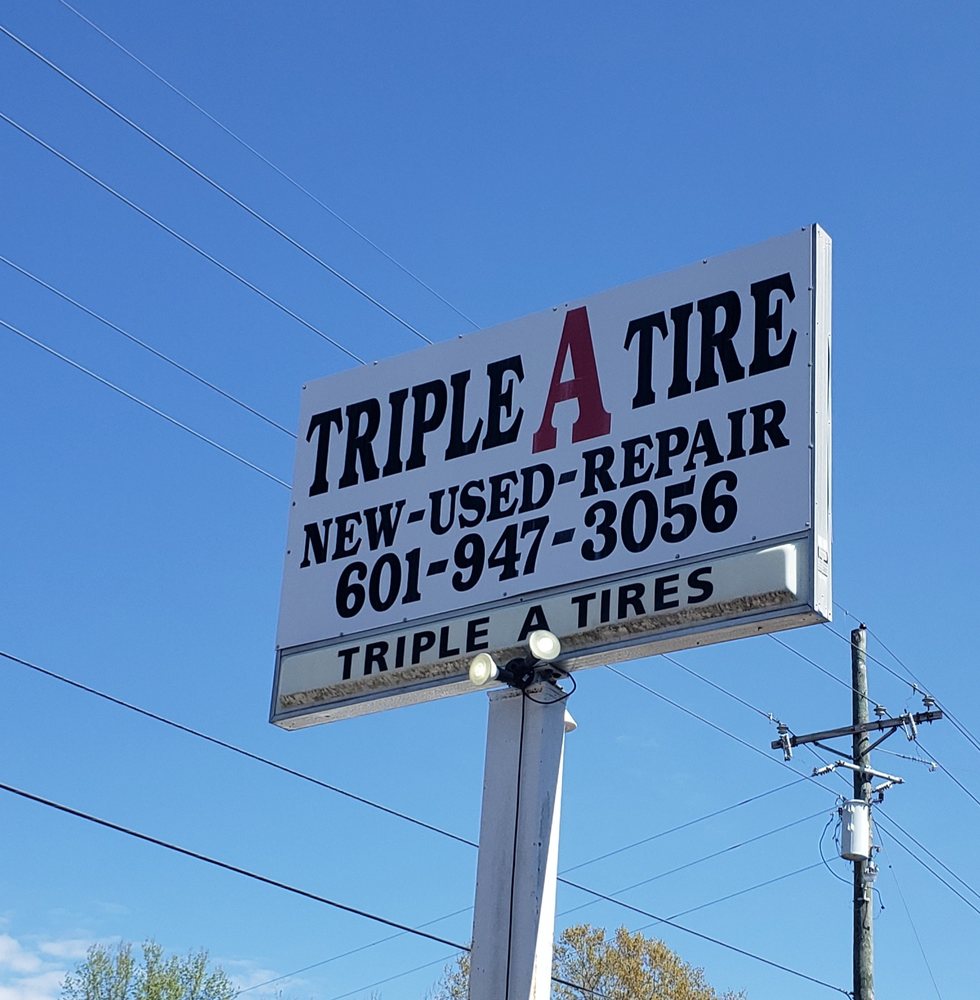 TRIPLE A TIRE
NEW-USED-REPAIR
601-947-3056
TRIPLE A TIRES